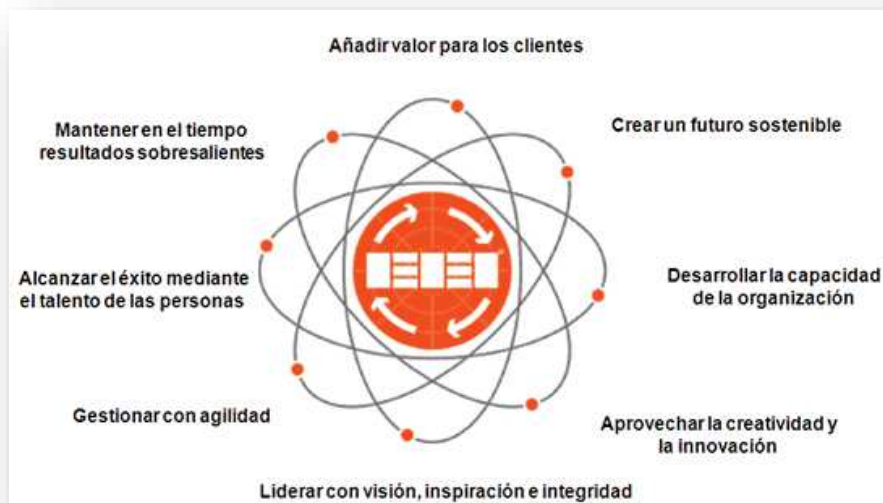 Añadir valor para los clientes
Mantener en el tiempo
resultados sobresalientes
Crear un futuro sostenible
Alcanzar el éxito mediante
el talento de las personas
Desarrollar la capacidad
de la organización
Gestionar con agilidad
Aprovechar la creatividad y
la innovación
Liderar con visión, inspiración e integridad